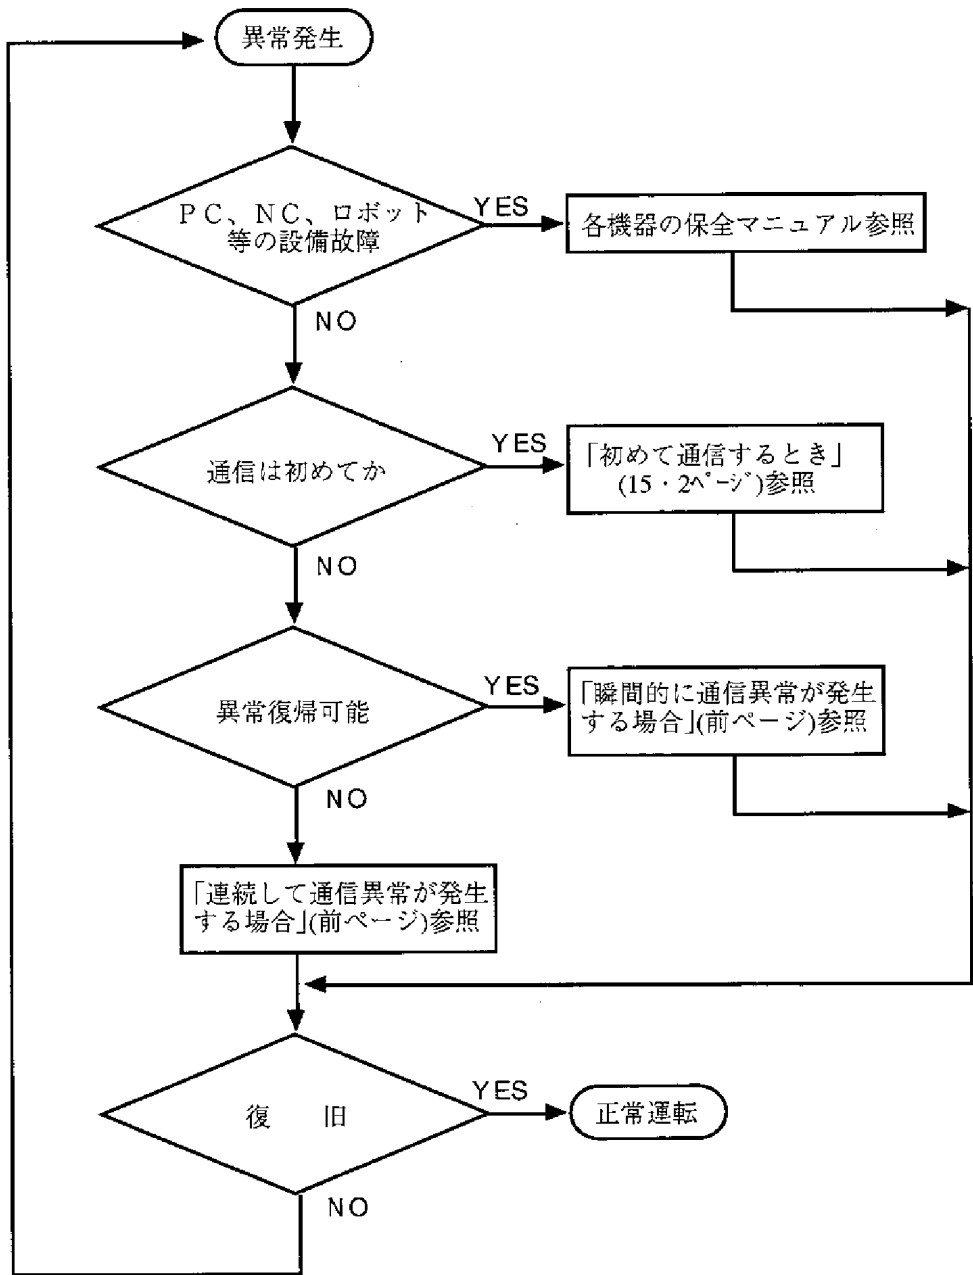 異常発生
ＰＣ、ＮＣ、ロボット
等の設備故障
YES
各機器の保全マニュアル参照
NO
通信は初めてか
YES
「初めて通信するとき」
(15・2ﾍﾟｰｼﾞ)参照
NO
異常復帰可能
YES
「瞬間的に通信異常が発生
する場合」(前ページ)参照
NO
「連続して通信異常が発生
する場合」(前ページ)参照
復　　旧
YES
正常運転
NO